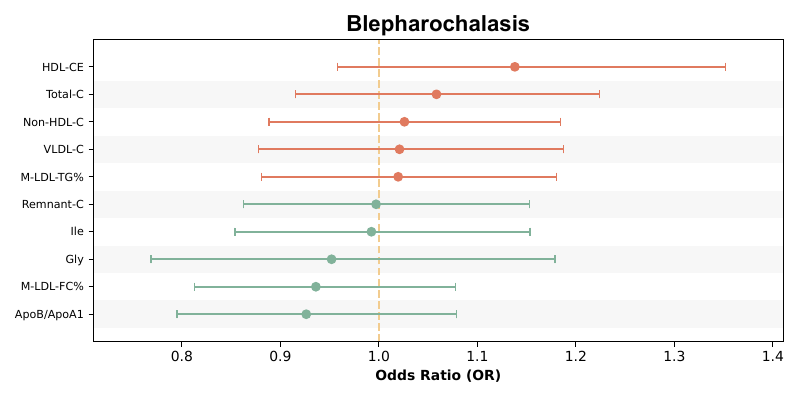 Blepharochalasis
HDL-CE
Total-C
Non-HDL-C
VLDL-C
M-LDL-TG%
Remnant-C
Ile
Gly
M-LDL-FC%
ApoB/ApoA1
0.8 0.9 1.0 1.1 1.2 1.3 1.4
Odds Ratio (OR)